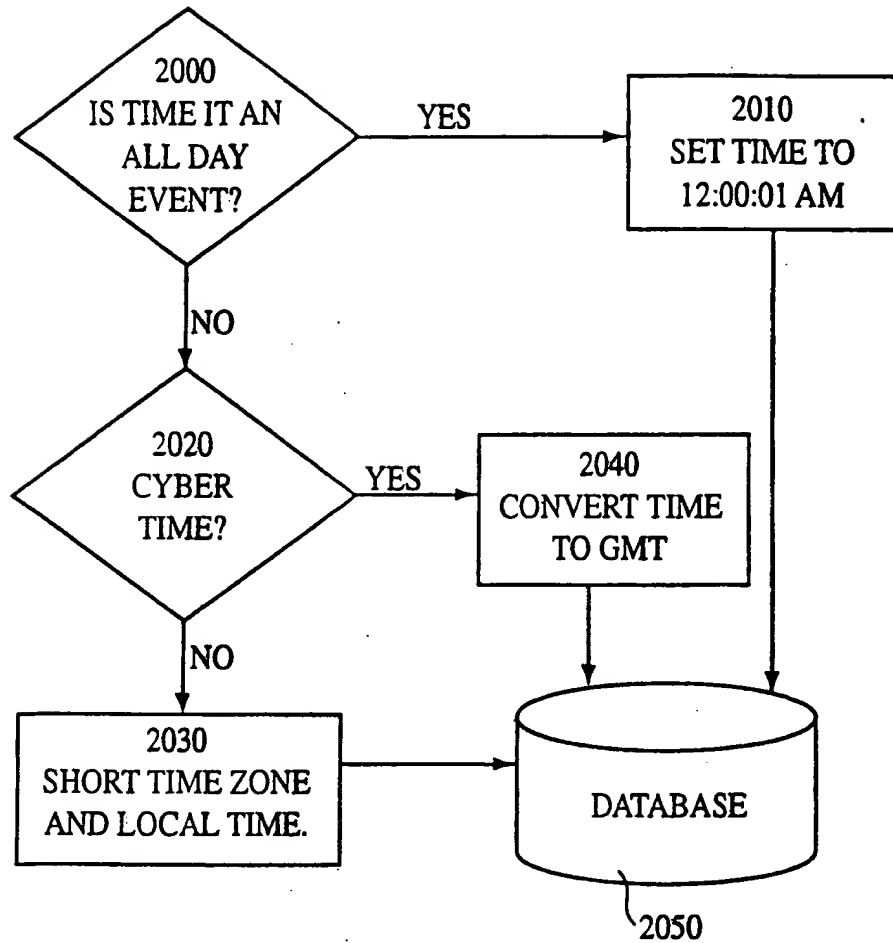 2000
IS TIME IT AN
ALL DAY
EVENT?
YES
2010
SET TIME TO
12:00:01 AM
NO
2020
CYBER
TIME?
YES
2040
CONVERT TIME
TO GMT
NO
2030
SHORT TIME ZONE
AND LOCAL TIME.
DATABASE
2050